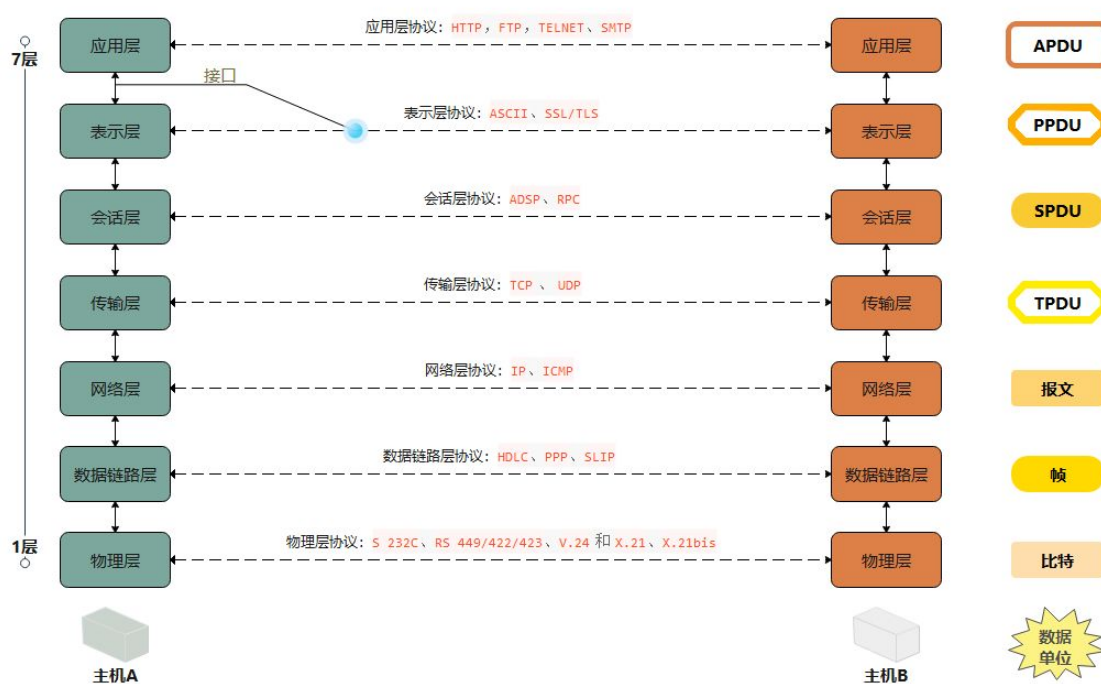 应用层协议: HTTP, FTP, TELNET、SMTP
7层
应用层
应用层
APDU
接口
表示层协议: ASCII、SSL/TLS
表示层
表示层
PPDU
会话层协议: ADSP、RPC
会话层
会话层
SPDU
传输层协议: TCP 、 UDP
传输层
传输层
TPDU
网络层协议: IP、ICMP
网络层
网络层
报文
数据链路层协议: HDLC、PPP、SLIP
数据链路层
数据链路层
帧
1层
物理层协议: S 232C、RS 449/422/423、V.24 和 X.21、X.21bis
物理层
物理层
比特
主机A
主机B
数据
单位